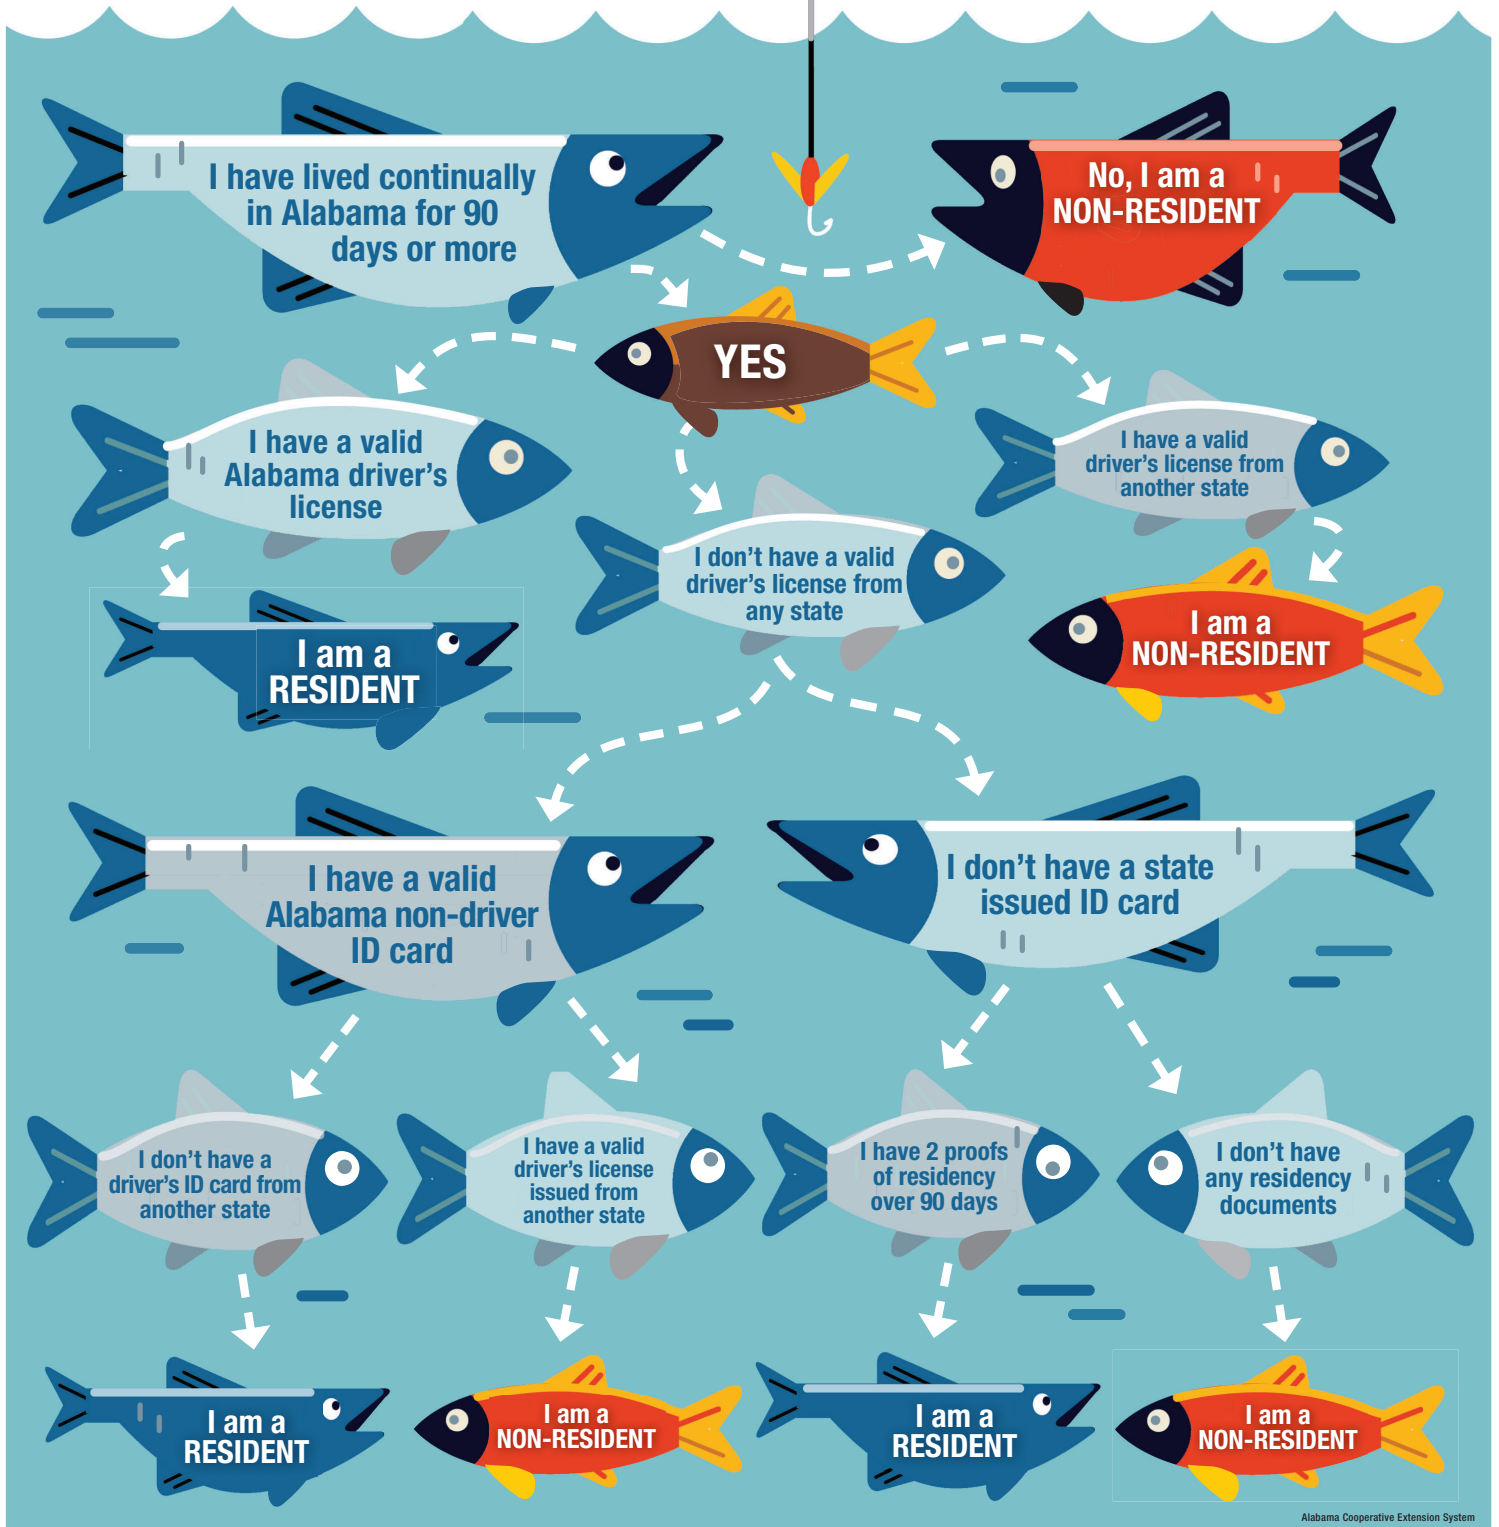 I have lived continually
in Alabama for 90
days or more
No, I am a
NON-RESIDENT
YES
I have a valid
Alabama driver's
license
I have a valid
driver's license from
another state
I don't have a valid
driver's license from
any state
I am a
RESIDENT
I am a
NON-RESIDENT
I have a valid
Alabama non-driver
ID card
I don't have a state
issued ID card
I don't have a
driver's ID card from
another state
I have a valid
driver's license
issued from
another state
I have 2 proofs
of residency
over 90 days
I don't have
any residency
documents
I am a
RESIDENT
I am a
NON-RESIDENT
I am a
RESIDENT
I am a
NON-RESIDENT
Alabama Cooperative Extension System